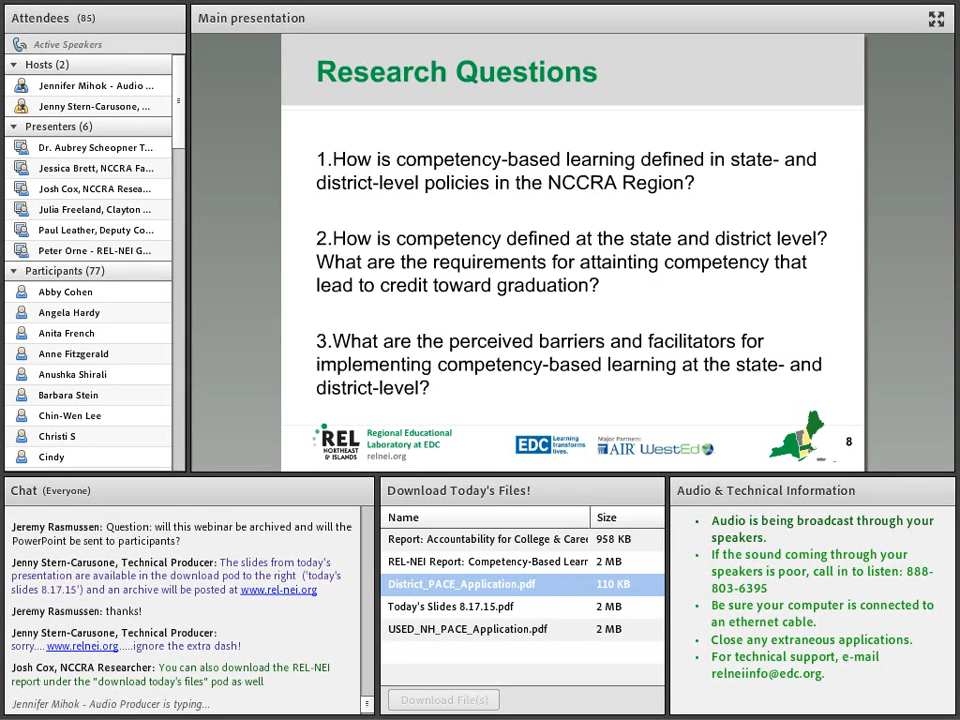 Attendees (85)
Active Speakers
Hosts (2)
Jennifer Mihok - Audio ...
Jenny Stern-Carusone, ...
Presenters (6)
Dr. Aubrey Scheopner T...
Jessica Brett, NCCRA Fa...
Josh Cox, NCCRA Resea...
Julia Freeland, Clayton ...
Paul Leather, Deputy Co...
Peter Orne - REL-NEI G...
Participants (77)
Abby Cohen
Angela Hardy
Anita French
Anne Fitzgerald
Anushka Shirali
Barbara Stein
Chin-Wen Lee
Christi S
Cindy
Main presentation
Research Questions
1.How is competency-based learning defined in state- and
district-level policies in the NCCRA Region?
2.How is competency defined at the state and district level?
What are the requirements for attainting competency that
lead to credit toward graduation?
3.What are the perceived barriers and facilitators for
implementing competency-based learning at the state- and
district-level?
REL
NORTHEAST
& ISLANDS
Regional Educational
Laboratory at EDC
relnei.org
EDC
Learning
transforms
lives.
Major Partners:
AIR WestEd
8
Chat (Everyone)
Jeremy Rasmussen: Question: will this webinar be archived and will the
PowerPoint be sent to participants?
Jenny Stern-Carusone, Technical Producer: The slides from today's
presentation are available in the download pod to the right ('today's
slides 8.17.15') and an archive will be posted at www.rel-nei.org
Jeremy Rasmussen: thanks!
Jenny Stern-Carusone, Technical Producer:
sorry....www.relnei.org.....ignore the extra dash!
Josh Cox, NCCRA Researcher: You can also download the REL-NEI
report under the "download today's files" pod as well
Jennifer Mihok - Audio Producer is typing...
Download Today's Files!
Name Size
Report: Accountability for College & Caree 958 KB
REL-NEI Report: Competency-Based Learr 2 MB
District_PACE_Application.pdf 110 KB
Today's Slides 8.17.15.pdf 2 MB
USED_NH_PACE_Application.pdf 2 MB
Download File(s)
Audio & Technical Information
• Audio is being broadcast through your
speakers.
• If the sound coming through your
speakers is poor, call in to listen: 888-
803-6395
• Be sure your computer is connected to
an ethernet cable.
• Close any extraneous applications.
• For technical support, e-mail
relneiinfo@edc.org.